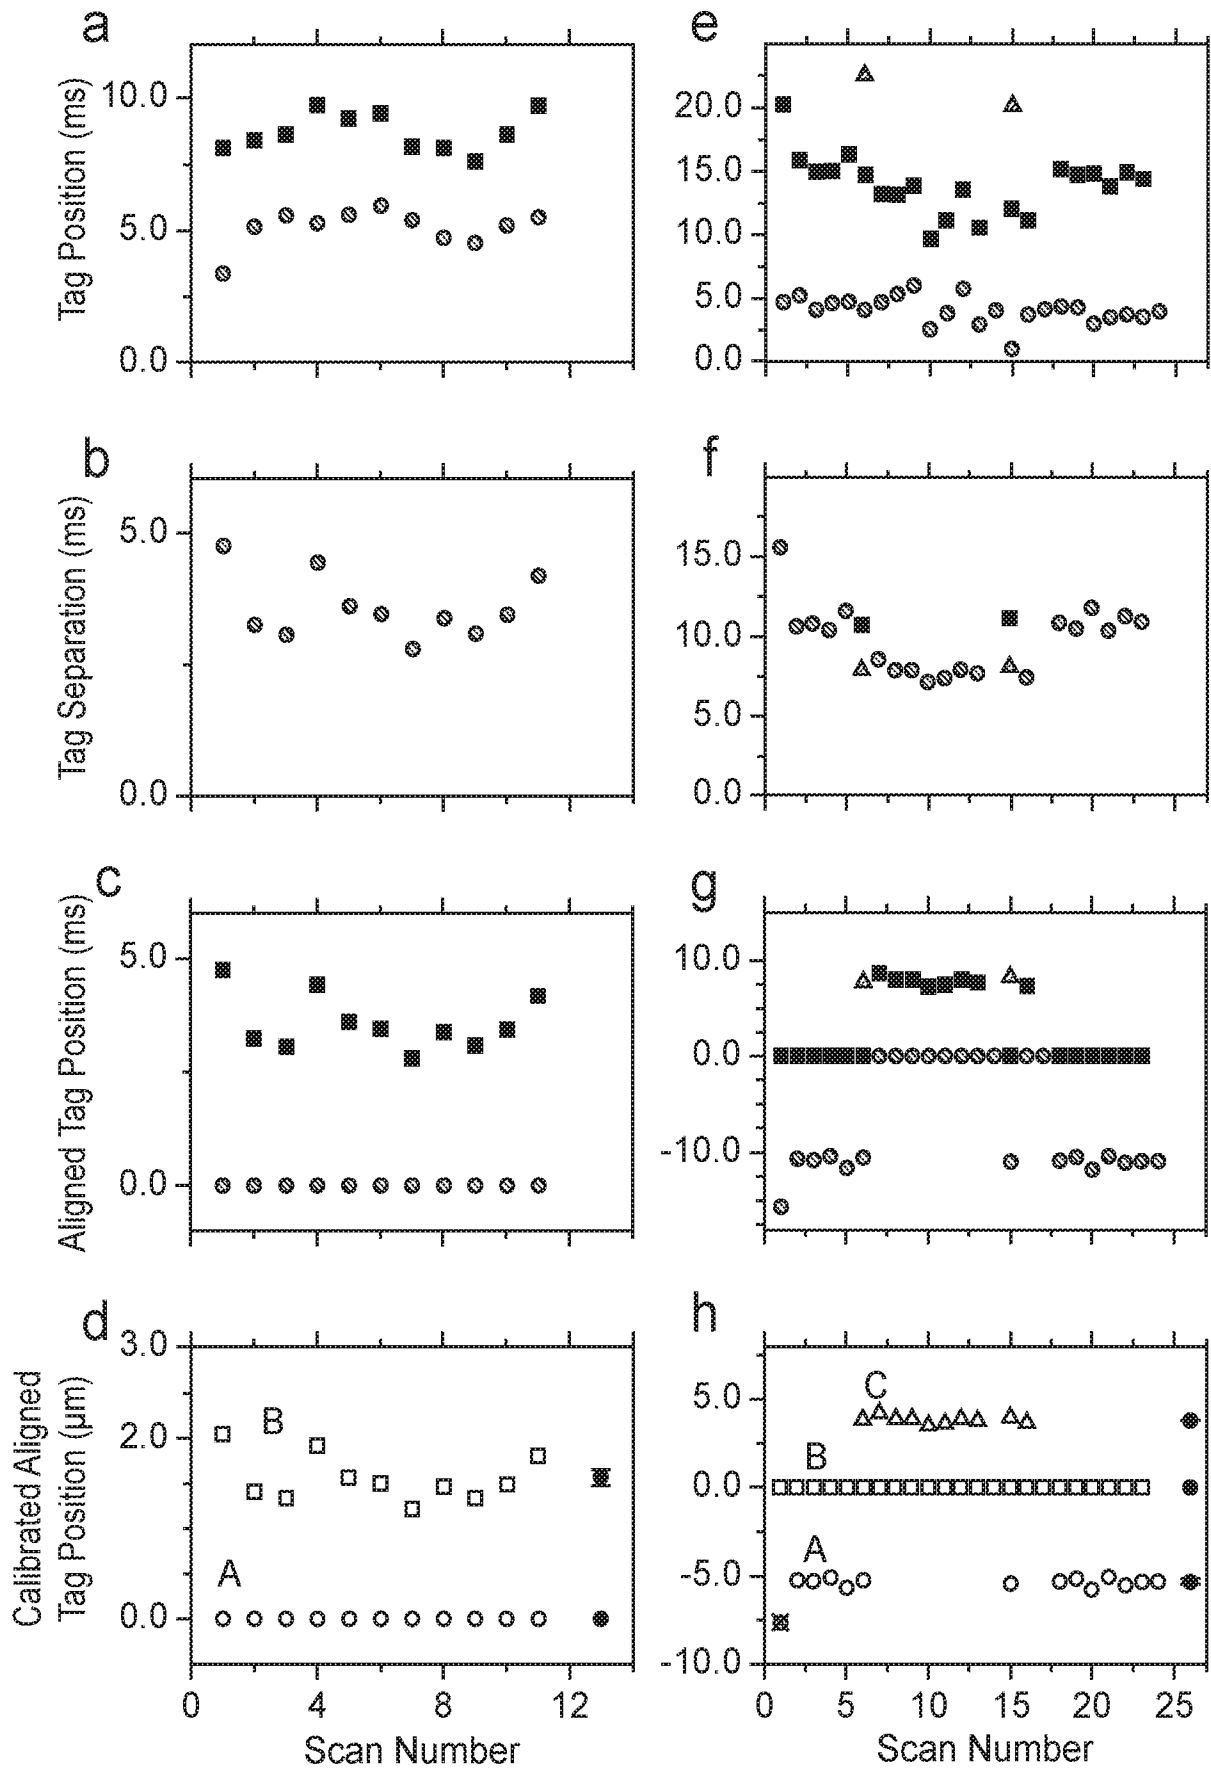 a
Tag Position (ms)
10.0
5.0
0.0
e
20.0
15.0
10.0
5.0
0.0
b
Tag Separation (ms)
5.0
0.0
f
15.0
10.0
5.0
0.0
c
Aligned Tag Position (ms)
5.0
0.0
g
10.0
0.0
-10.0
d
Calibrated Aligned
Tag Position (µm)
3.0
2.0
0.0
B
A
0 4 8 12
Scan Number
h
5.0
0.0
-5.0
-10.0
C
B
A
0 5 10 15 20 25
Scan Number